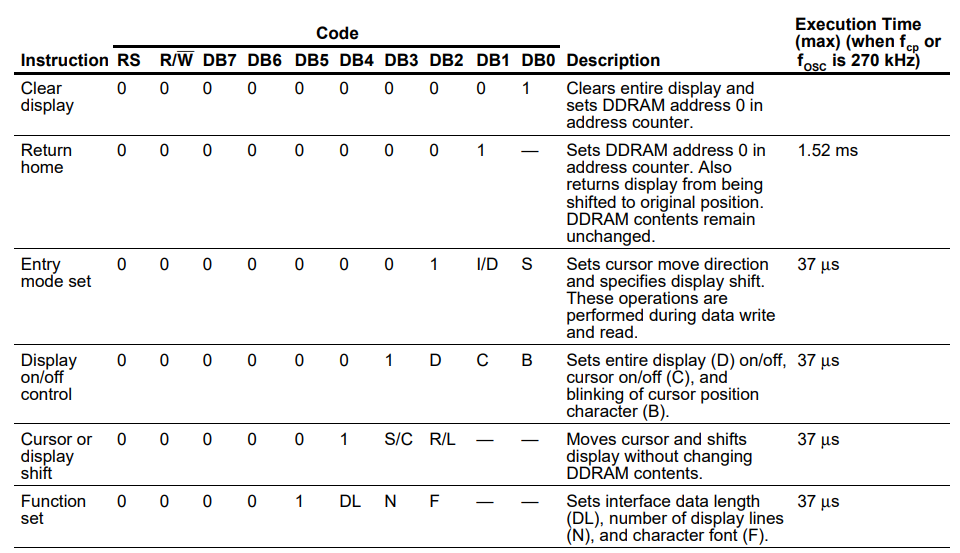 Code
Execution Time
(max) (when fcp or
Instruction RS R/W̅ DB7 DB6 DB5 DB4 DB3 DB2 DB1 DB0 Description fOSC is 270 kHz)
Clear 0 0 0 0 0 0 0 0 0 1 Clears entire display and
display sets DDRAM address 0 in
address counter.
Return 0 0 0 0 0 0 0 0 1 — Sets DDRAM address 0 in 1.52 ms
home address counter. Also
returns display from being
shifted to original position.
DDRAM contents remain
unchanged.
Entry 0 0 0 0 0 0 0 1 I/D S Sets cursor move direction 37 µs
mode set and specifies display shift.
These operations are
performed during data write
and read.
Display 0 0 0 0 0 0 1 D C B Sets entire display (D) on/off, 37 µs
on/off cursor on/off (C), and
control blinking of cursor position
character (B).
Cursor or 0 0 0 0 0 1 S/C R/L — — Moves cursor and shifts 37 µs
display display without changing
shift DDRAM contents.
Function 0 0 0 0 1 DL N F — — Sets interface data length 37 µs
set (DL), number of display lines
(N), and character font (F).